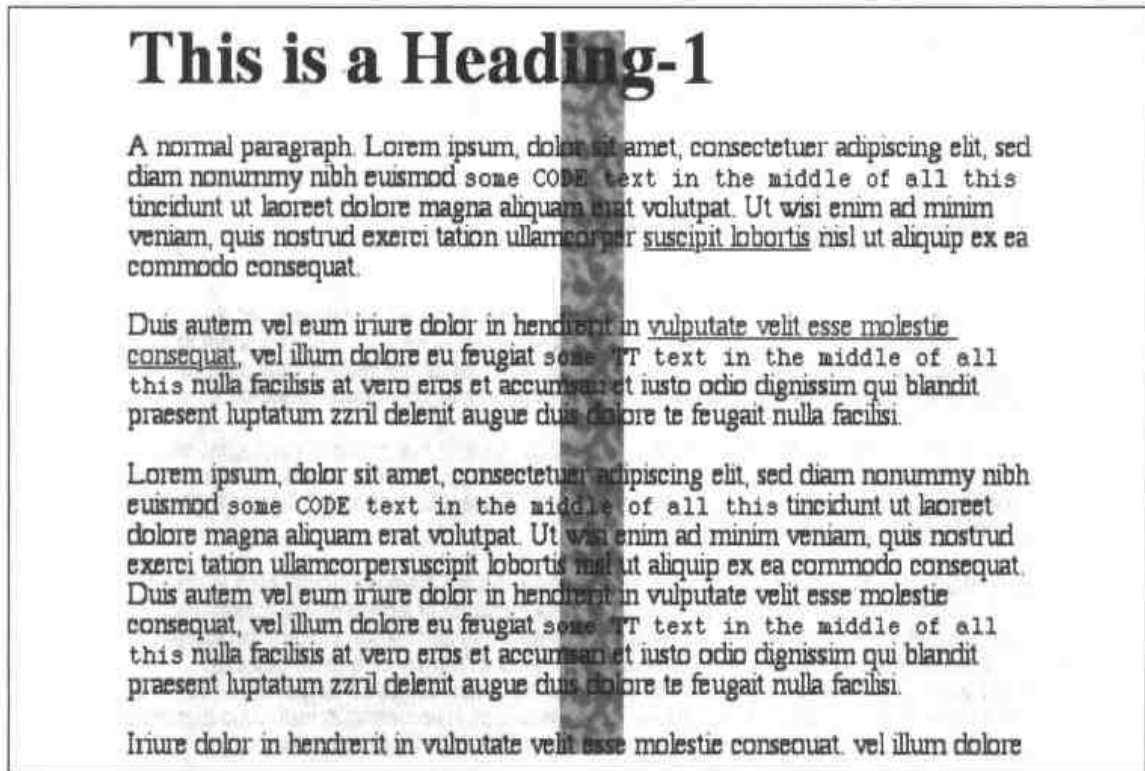 This is a Heading-1
A normal paragraph. Lorem ipsum, dolor sit amet, consectetuer adipiscing elit, sed
diam nonummy nibh euismod some CODE text in the middle of all this
tincidunt ut laoreet dolore magna aliquam erat volutpat. Ut wisi enim ad minim
veniam, quis nostrud exerci tation ullamcorper suscipit lobortis nisl ut aliquip ex ea
commodo consequat.
Duis autem vel eum iriure dolor in hendrerit in vulputate velit esse molestie
consequat, vel illum dolore eu feugiat some TT text in the middle of all
this nulla facilisis at vero eros et accumsan et iusto odio dignissim qui blandit
praesent luptatum zzril delenit augue duis dolore te feugait nulla facilisi.
Lorem ipsum, dolor sit amet, consectetuer adipiscing elit, sed diam nonummy nibh
euismod some CODE text in the middle of all this tincidunt ut laoreet
dolore magna aliquam erat volutpat. Ut wisi enim ad minim veniam, quis nostrud
exerci tation ullamcorpersuscipit lobortis nisl ut aliquip ex ea commodo consequat.
Duis autem vel eum iriure dolor in hendrerit in vulputate velit esse molestie
consequat, vel illum dolore eu feugiat some TT text in the middle of all
this nulla facilisis at vero eros et accumsan et iusto odio dignissim qui blandit
praesent luptatum zzril delenit augue duis dolore te feugait nulla facilisi.
Iriure dolor in hendrerit in vulputate velit esse molestie consequat. vel illum dolore